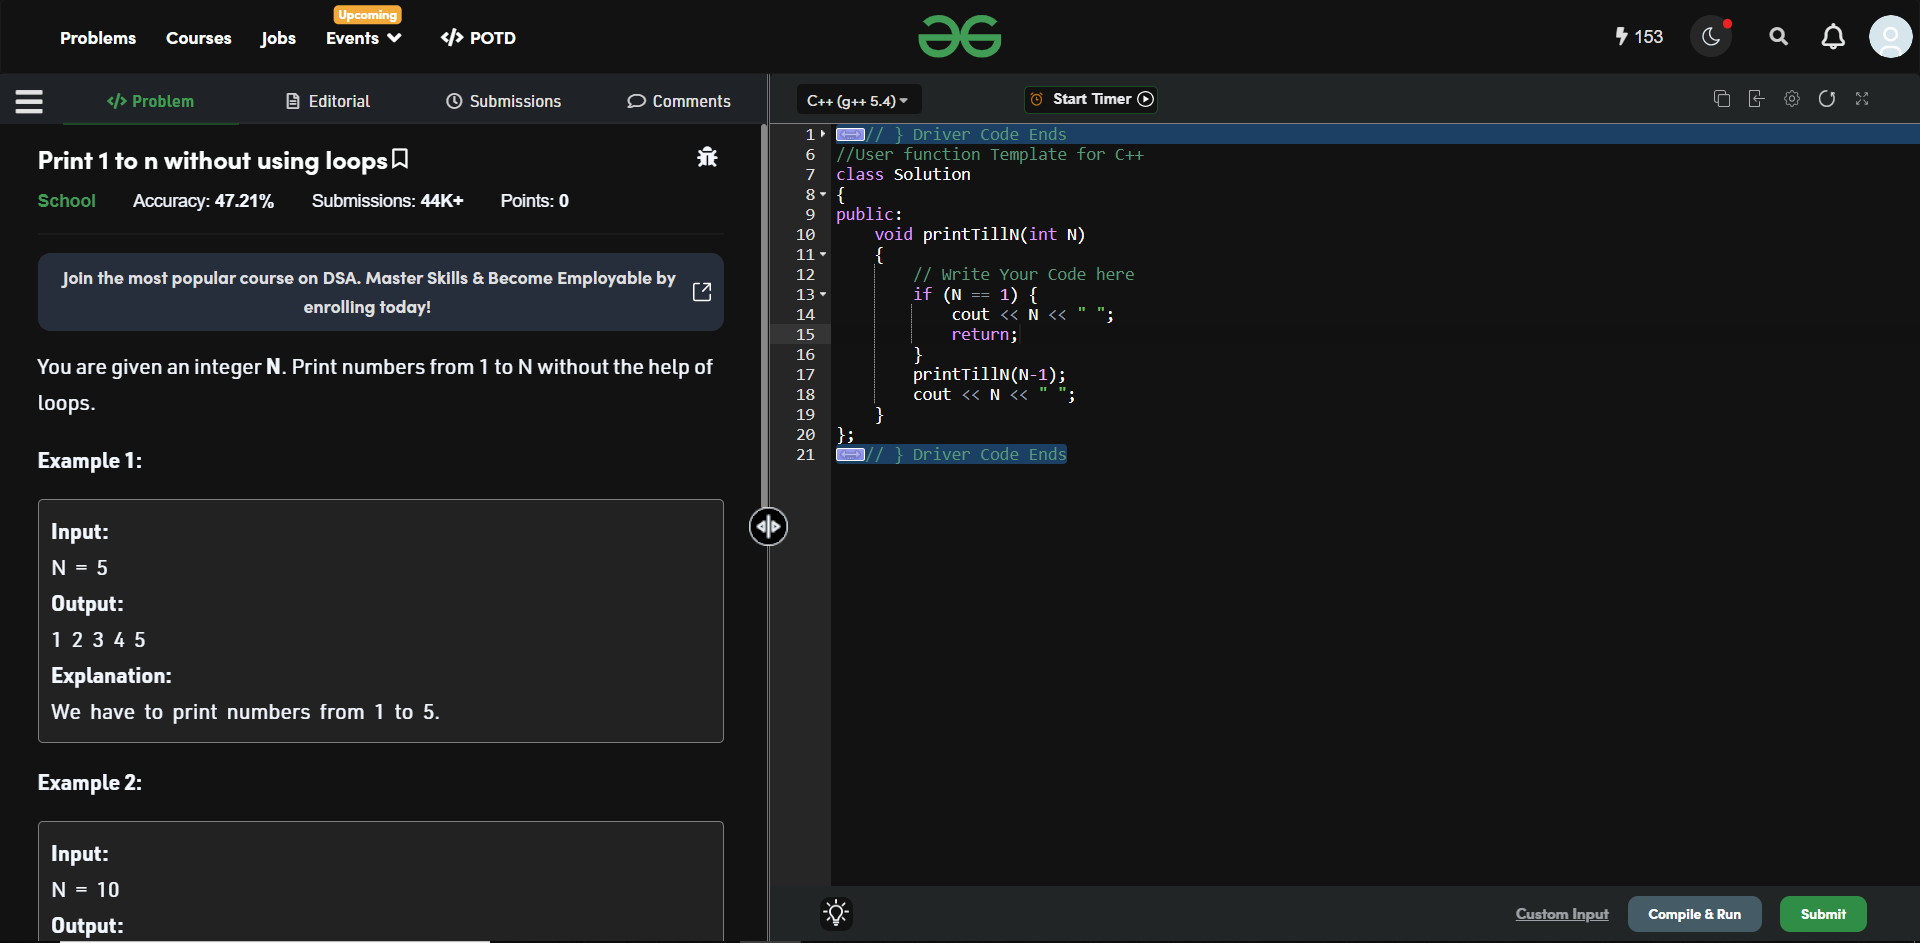 Problems Courses Jobs Upcoming Events POTD 153
Problem Editorial Submissions Comments
Print 1 to n without using loops
School Accuracy: 47.21% Submissions: 44K+ Points: 0
Join the most popular course on DSA. Master Skills & Become Employable by
enrolling today!
You are given an integer N. Print numbers from 1 to N without the help of
loops.
Example 1:
Input:
N = 5
Output:
1 2 3 4 5
Explanation:
We have to print numbers from 1 to 5.
Example 2:
Input:
N = 10
Output:
C++ (g++ 5.4) Start Timer
1 // } Driver Code Ends
6 //User function Template for C++
7 class Solution
8 {
9 public:
10 void printTillN(int N)
11 {
12 // Write Your Code here
13 if (N == 1) {
14 cout << N << " ";
15 return;
16 }
17 printTillN(N-1);
18 cout << N << " ";
19 }
20 };
21 // } Driver Code Ends
Custom Input Compile & Run Submit